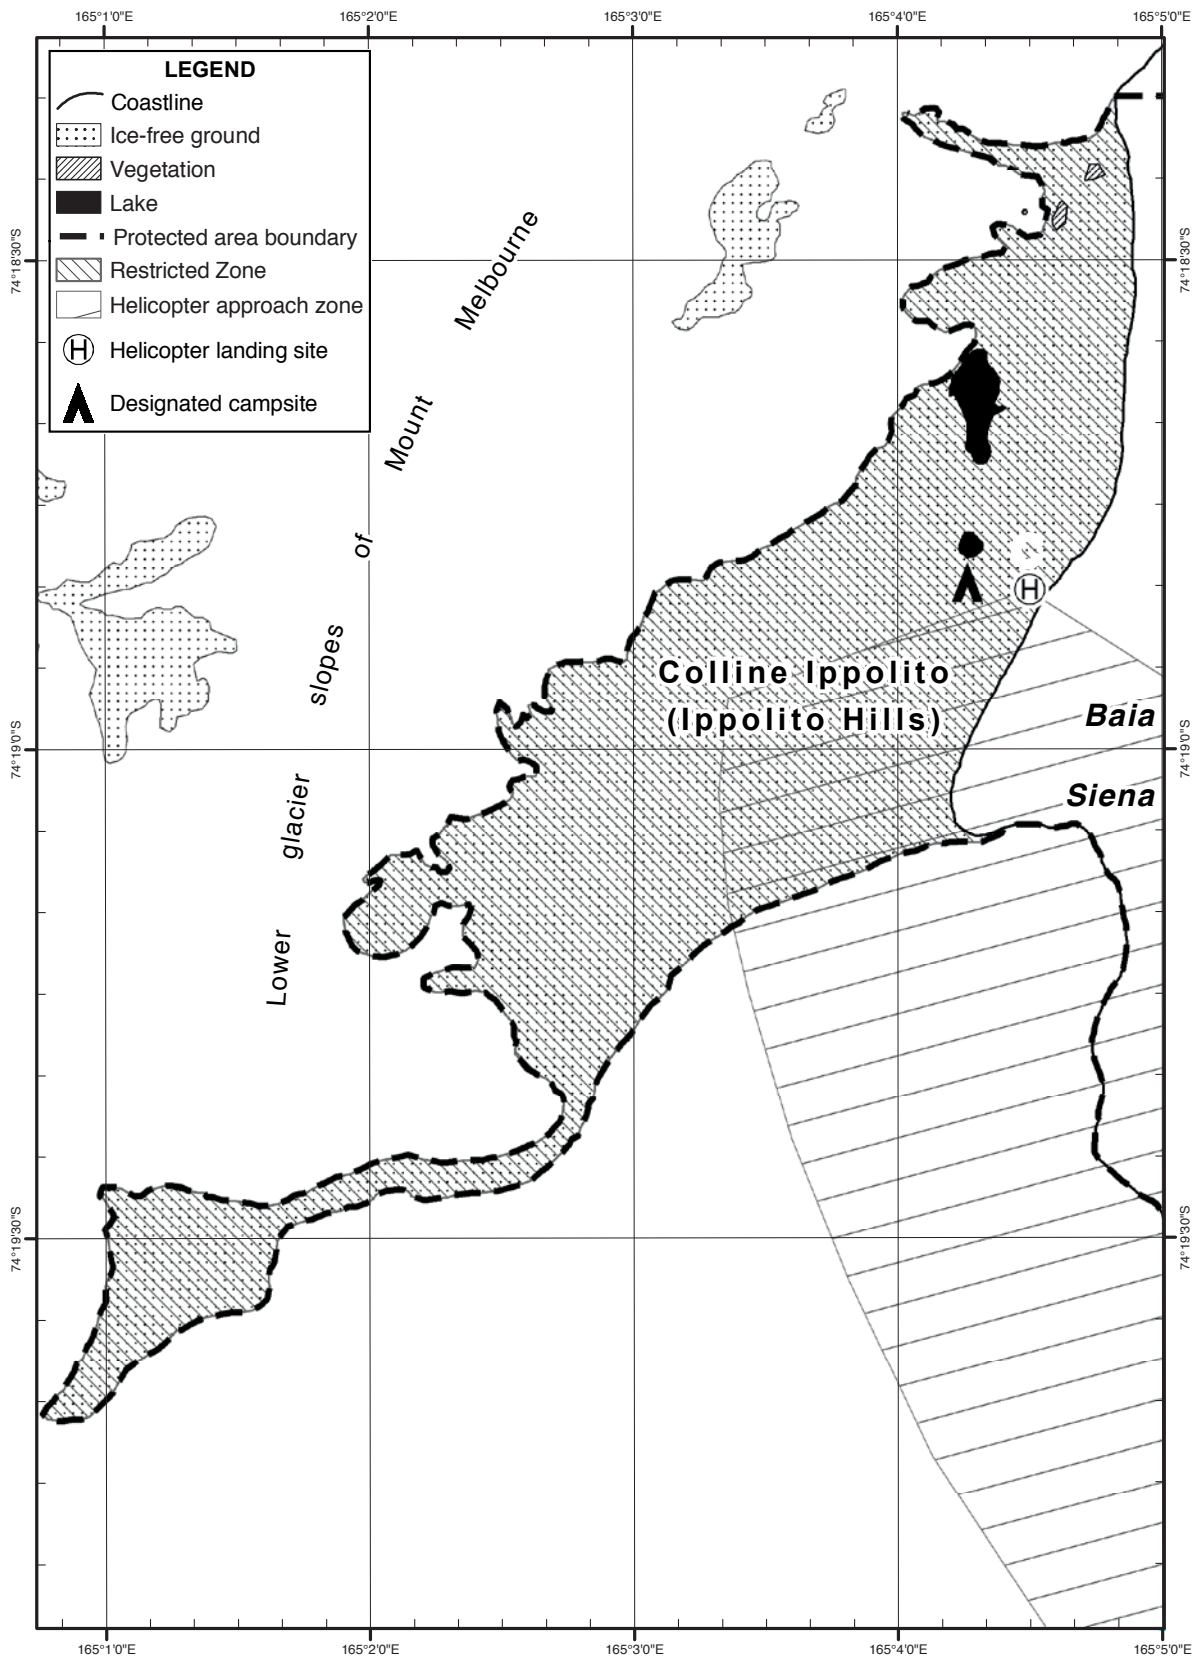 165°1'0"E
165°2'0"E
165°3'0"E
165°4'0"E
165°5'0"E
LEGEND
Coastline
Ice-free ground
Vegetation
Lake
Protected area boundary
Restricted Zone
Helicopter approach zone
H
Helicopter landing site
Designated campsite
74°18'30"S
74°18'30"S
Lower glacier slopes of Mount Melbourne
H
Colline Ippolito
(Ippolito Hills)
Baia
Siena
74°19'0"S
74°19'0"S
74°19'30"S
74°19'30"S
165°1'0"E
165°2'0"E
165°3'0"E
165°4'0"E
165°5'0"E